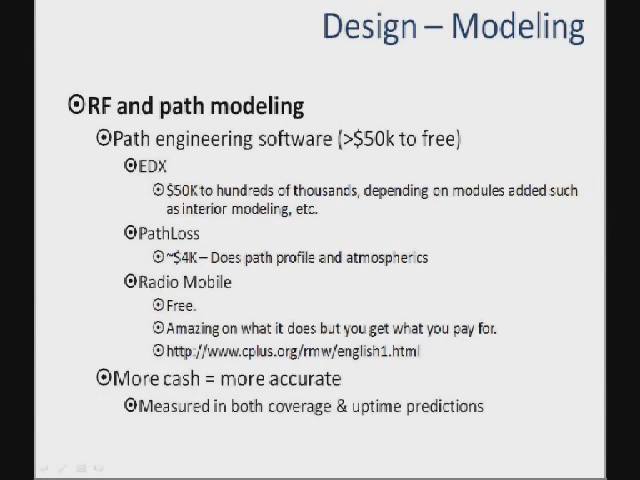 Design – Modeling
RF and path modeling
Path engineering software (>$50k to free)
EDX
$50K to hundreds of thousands, depending on modules added such
as interior modeling, etc.
PathLoss
~$4K – Does path profile and atmospherics
Radio Mobile
Free.
Amazing on what it does but you get what you pay for.
http://www.cplus.org/rmw/english1.html
More cash = more accurate
Measured in both coverage & uptime predictions